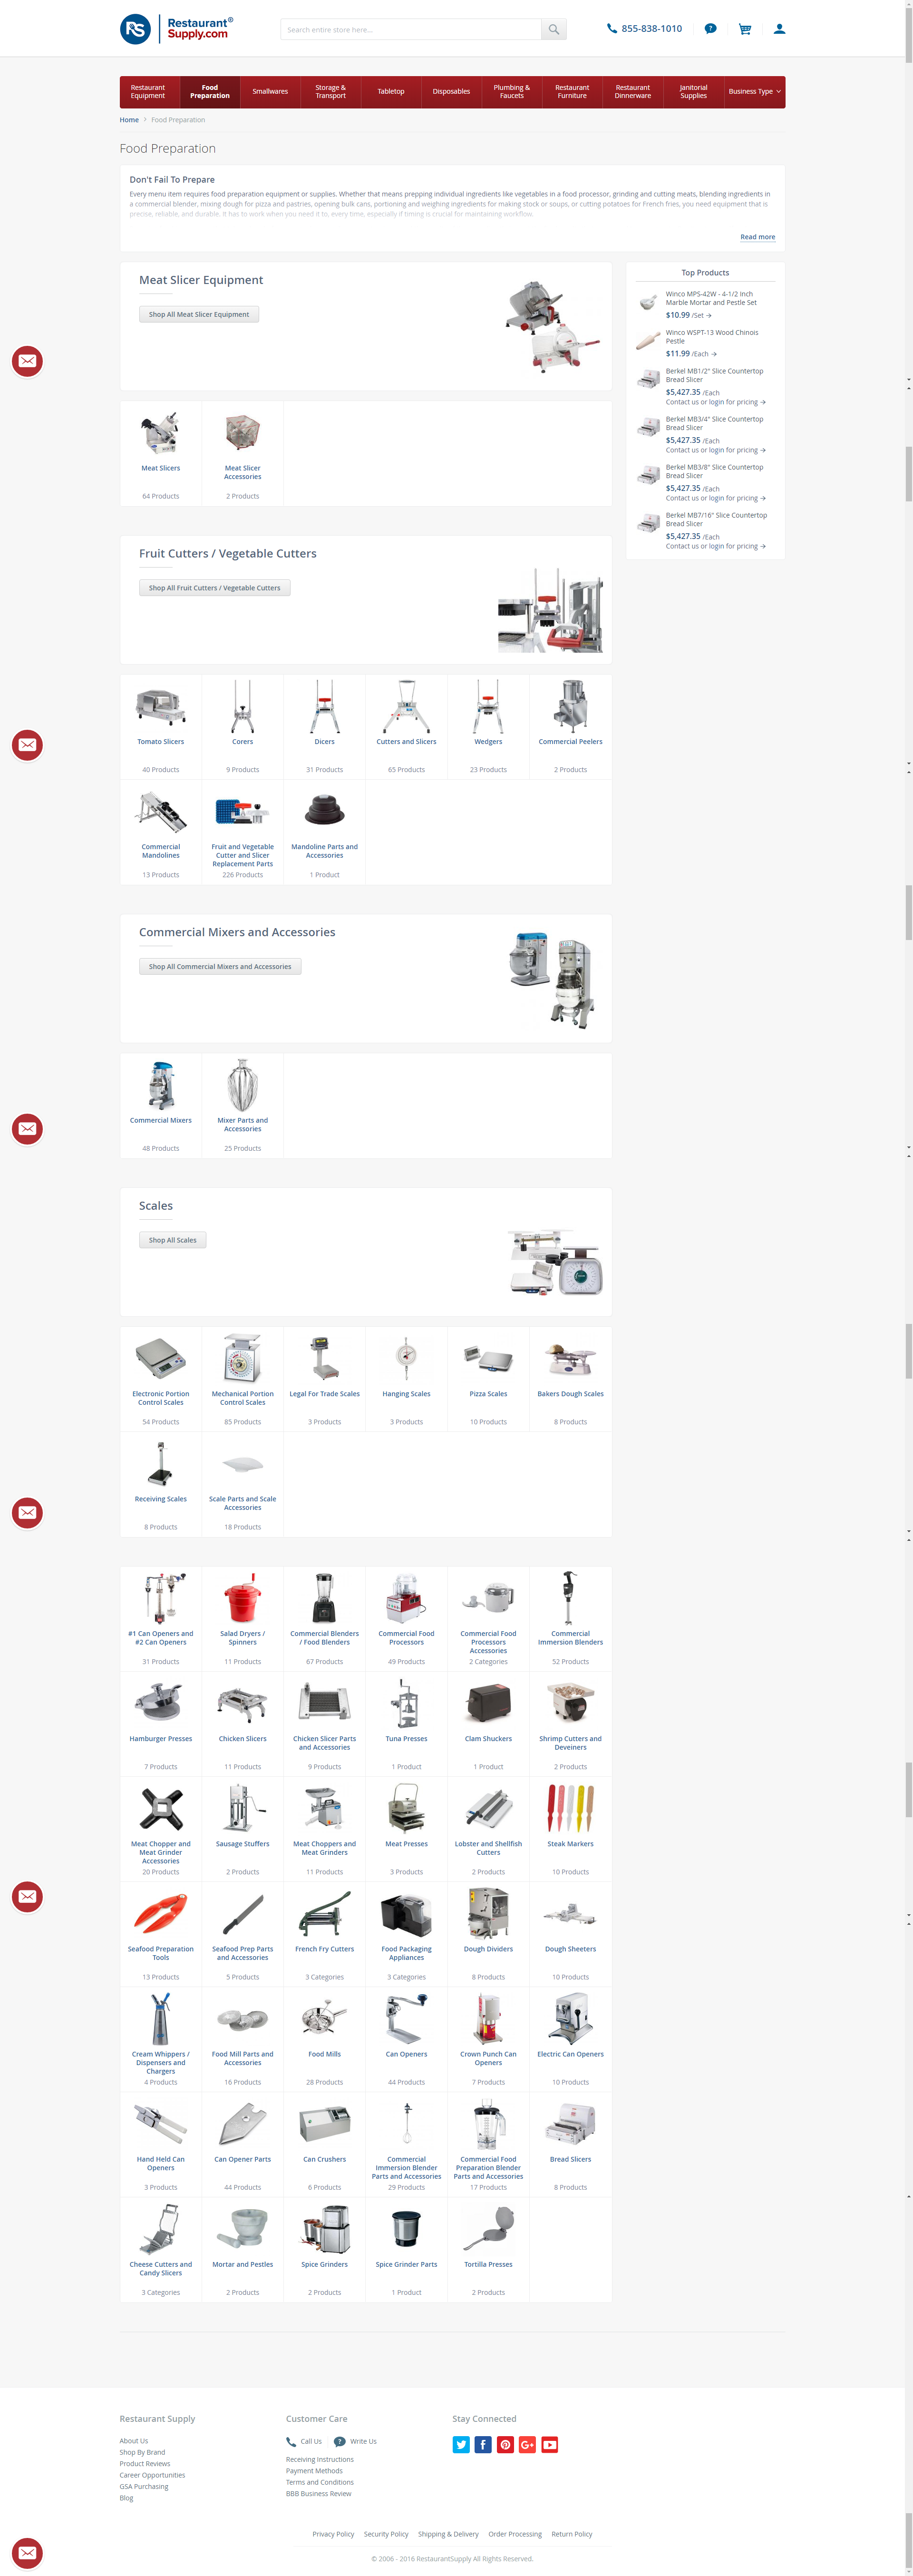 RS Restaurant®
Supply.com
Search entire store here...
855-838-1010
Restaurant
Equipment
Food
Preparation
Smallwares
Storage &
Transport
Tabletop
Disposables
Plumbing &
Faucets
Restaurant
Furniture
Restaurant
Dinnerware
Janitorial
Supplies
Business Type
Home > Food Preparation
Food Preparation
Don't Fail To Prepare
Every menu item requires food preparation equipment or supplies. Whether that means prepping individual ingredients like vegetables in a food processor, grinding and cutting meats, blending ingredients in
a commercial blender, mixing dough for pizza and pastries, opening bulk cans, portioning and weighing ingredients for making stock or soups, or cutting potatoes for French fries, you need equipment that is
precise, reliable, and durable. It has to work when you need it to, every time, especially if timing is crucial for maintaining workflow.
Read more
Meat Slicer Equipment
Shop All Meat Slicer Equipment
Meat Slicers
64 Products
Meat Slicer
Accessories
2 Products
Top Products
Winco MPS-42W - 4-1/2 Inch
Marble Mortar and Pestle Set
$10.99 /Set →
Winco WSPT-13 Wood Chinois
Pestle
$11.99 /Each →
Berkel MB1/2" Slice Countertop
Bread Slicer
$5,427.35 /Each
Contact us or login for pricing →
Berkel MB3/4" Slice Countertop
Bread Slicer
$5,427.35 /Each
Contact us or login for pricing →
Berkel MB3/8" Slice Countertop
Bread Slicer
$5,427.35 /Each
Contact us or login for pricing →
Berkel MB7/16" Slice Countertop
Bread Slicer
$5,427.35 /Each
Contact us or login for pricing →
Fruit Cutters / Vegetable Cutters
Shop All Fruit Cutters / Vegetable Cutters
Tomato Slicers
40 Products
Corers
9 Products
Dicers
31 Products
Cutters and Slicers
65 Products
Wedgers
23 Products
Commercial Peelers
2 Products
Commercial
Mandolines
13 Products
Fruit and Vegetable
Cutter and Slicer
Replacement Parts
226 Products
Mandoline Parts and
Accessories
1 Product
Commercial Mixers and Accessories
Shop All Commercial Mixers and Accessories
Commercial Mixers
48 Products
Mixer Parts and
Accessories
25 Products
Scales
Shop All Scales
Electronic Portion
Control Scales
54 Products
Mechanical Portion
Control Scales
85 Products
Legal For Trade Scales
3 Products
Hanging Scales
3 Products
Pizza Scales
10 Products
Bakers Dough Scales
8 Products
Receiving Scales
8 Products
Scale Parts and Scale
Accessories
18 Products
#1 Can Openers and
#2 Can Openers
31 Products
Salad Dryers /
Spinners
11 Products
Commercial Blenders
/ Food Blenders
67 Products
Commercial Food
Processors
49 Products
Commercial Food
Processors
Accessories
2 Categories
Commercial
Immersion Blenders
52 Products
Hamburger Presses
7 Products
Chicken Slicers
11 Products
Chicken Slicer Parts
and Accessories
9 Products
Tuna Presses
1 Product
Clam Shuckers
1 Product
Shrimp Cutters and
Deveiners
2 Products
Meat Chopper and
Meat Grinder
Accessories
20 Products
Sausage Stuffers
2 Products
Meat Choppers and
Meat Grinders
11 Products
Meat Presses
3 Products
Lobster and Shellfish
Cutters
2 Products
Steak Markers
10 Products
Seafood Preparation
Tools
13 Products
Seafood Prep Parts
and Accessories
5 Products
French Fry Cutters
3 Categories
Food Packaging
Appliances
3 Categories
Dough Dividers
8 Products
Dough Sheeters
10 Products
Cream Whippers /
Dispensers and
Chargers
4 Products
Food Mill Parts and
Accessories
16 Products
Food Mills
28 Products
Can Openers
44 Products
Crown Punch Can
Openers
7 Products
Electric Can Openers
10 Products
Hand Held Can
Openers
3 Products
Can Opener Parts
44 Products
Can Crushers
6 Products
Commercial
Immersion Blender
Parts and Accessories
29 Products
Commercial Food
Preparation Blender
Parts and Accessories
17 Products
Bread Slicers
8 Products
Cheese Cutters and
Candy Slicers
3 Categories
Mortar and Pestles
2 Products
Spice Grinders
2 Products
Spice Grinder Parts
1 Product
Tortilla Presses
2 Products
Restaurant Supply
About Us
Shop By Brand
Product Reviews
Career Opportunities
GSA Purchasing
Blog
Customer Care
Call Us
Write Us
Receiving Instructions
Payment Methods
Terms and Conditions
BBB Business Review
Stay Connected
Privacy Policy Security Policy Shipping & Delivery Order Processing Return Policy
© 2006 - 2016 RestaurantSupply All Rights Reserved.